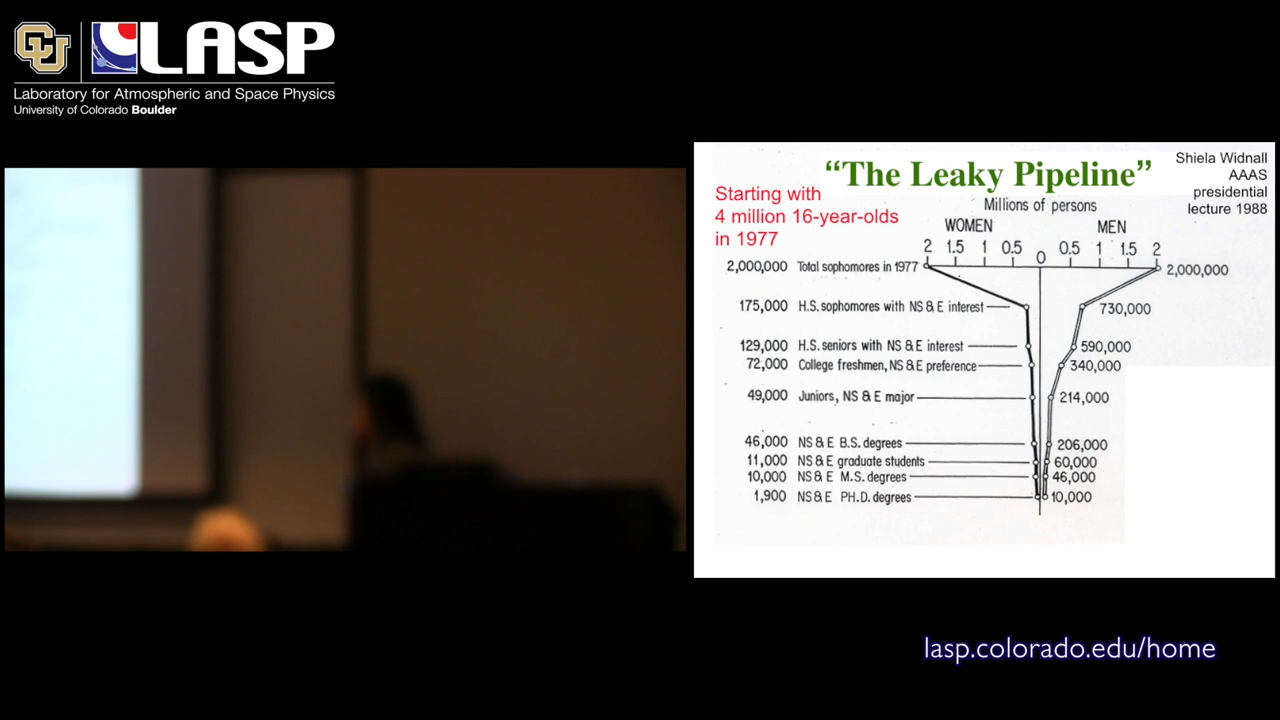 CU
LASP
Laboratory for Atmospheric and Space Physics
University of Colorado Boulder
“The Leaky Pipeline”
Shiela Widnall
AAAS
presidential
lecture 1988
Starting with
4 million 16-year-olds
in 1977
Millions of persons
WOMEN MEN
2 1.5 1 0.5 0 0.5 1 1.5 2
2,000,000 Total sophomores in 1977 2,000,000
175,000 H.S. sophomores with NS & E interest 730,000
129,000 H.S. seniors with NS & E interest 590,000
72,000 College freshmen, NS & E preference 340,000
49,000 Juniors, NS & E major 214,000
46,000 NS & E B.S. degrees 206,000
11,000 NS & E graduate students 60,000
10,000 NS & E M.S. degrees 46,000
1,900 NS & E PH.D. degrees 10,000
lasp.colorado.edu/home